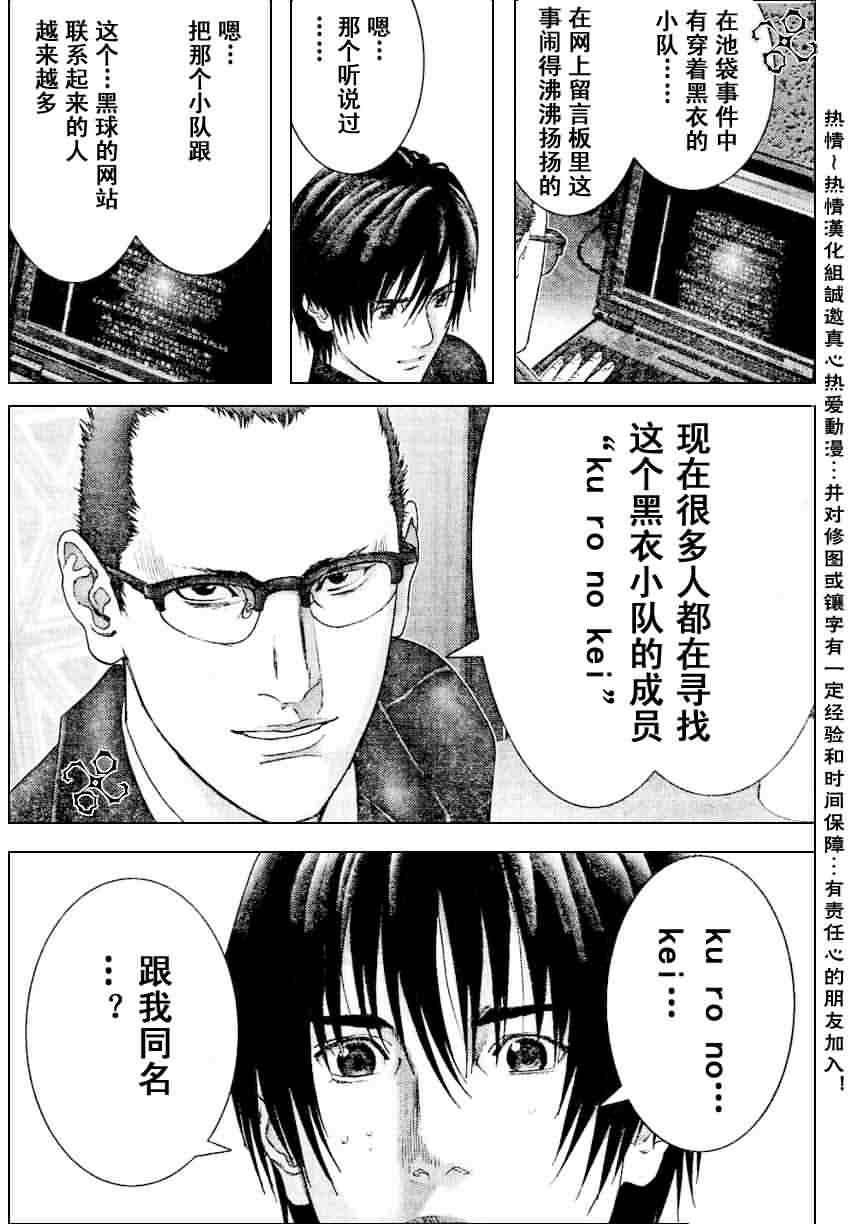 在池袋事件中
有穿着黑衣的
小队……
在网上留言板里这
事闹得沸沸扬扬的
嗯…
那个听说过
……
嗯…
把那个小队跟
这个…黑球的网站
联系起来的人
越来越多
现在很多人都在寻找
这个黑衣小队的成员
“ku ro no kei”
ku ro no…
kei…
跟我同名
…?
热情~热情漢化組誠邀真心热爱動漫…并对修图或镶字有一定经验和时间保障…有责任心的朋友加入!